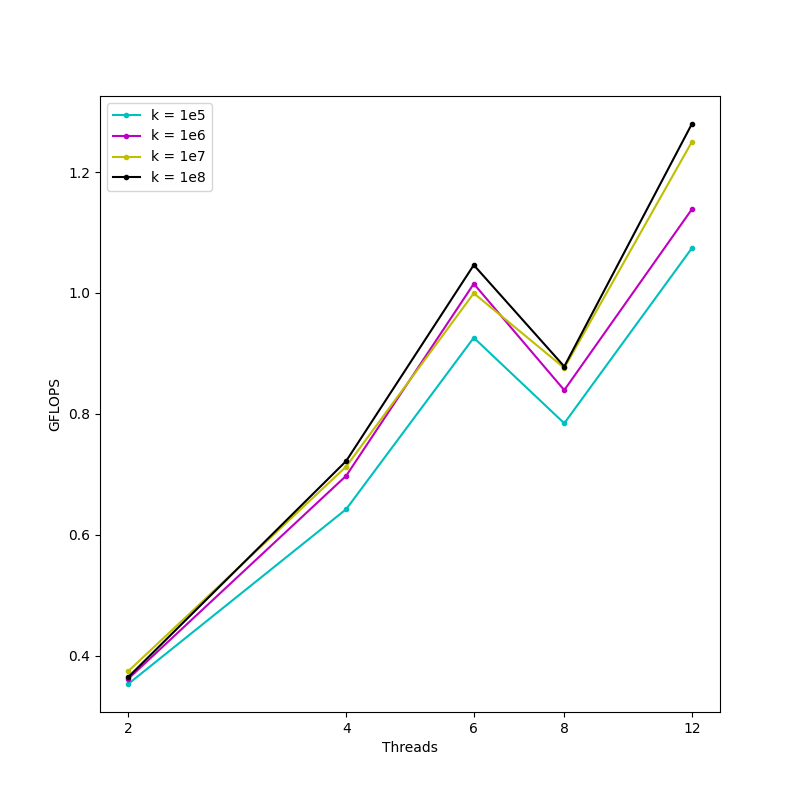 k = 1e5
k = 1e6
k = 1e7
k = 1e8
1.2
1.0
0.8
0.6
0.4
GFLOPS
2 4 6 8 12
Threads